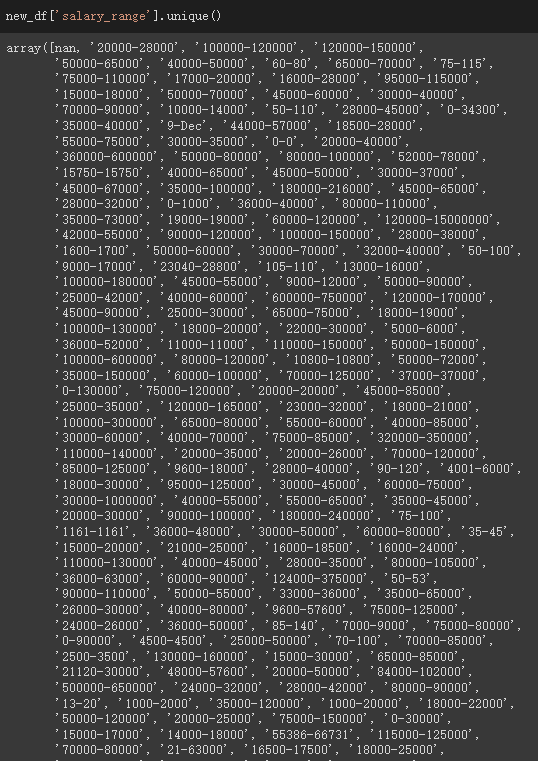 new_df['salary_range'].unique()
array([nan, '20000-28000', '100000-120000', '120000-150000',
'50000-65000', '40000-50000', '60-80', '65000-70000', '75-115',
'75000-110000', '17000-20000', '16000-28000', '95000-115000',
'15000-18000', '50000-70000', '45000-60000', '30000-40000',
'70000-90000', '10000-14000', '50-110', '28000-45000', '0-34300',
'35000-40000', '9-Dec', '44000-57000', '18500-28000',
'55000-75000', '30000-35000', '0-0', '20000-40000',
'360000-600000', '50000-80000', '80000-100000', '52000-78000',
'15750-15750', '40000-65000', '45000-50000', '30000-37000',
'45000-67000', '35000-100000', '180000-216000', '45000-65000',
'28000-32000', '0-1000', '36000-40000', '80000-110000',
'35000-73000', '19000-19000', '60000-120000', '120000-15000000',
'42000-55000', '90000-120000', '100000-150000', '28000-38000',
'1600-1700', '50000-60000', '30000-70000', '32000-40000', '50-100',
'9000-17000', '23040-28800', '105-110', '13000-16000',
'100000-180000', '45000-55000', '9000-12000', '50000-90000',
'25000-42000', '40000-60000', '600000-750000', '120000-170000',
'45000-90000', '25000-30000', '65000-75000', '18000-19000',
'100000-130000', '18000-20000', '22000-30000', '5000-6000',
'36000-52000', '11000-11000', '110000-150000', '50000-150000',
'100000-600000', '80000-120000', '10800-10800', '50000-72000',
'35000-150000', '60000-100000', '70000-125000', '37000-37000',
'0-130000', '75000-120000', '20000-20000', '45000-85000',
'25000-35000', '120000-165000', '23000-32000', '18000-21000',
'100000-300000', '65000-80000', '55000-60000', '40000-85000',
'30000-60000', '40000-70000', '75000-85000', '320000-350000',
'110000-140000', '20000-35000', '20000-26000', '70000-120000',
'85000-125000', '9600-18000', '28000-40000', '90-120', '4001-6000',
'18000-30000', '95000-125000', '30000-45000', '60000-75000',
'30000-1000000', '40000-55000', '55000-65000', '35000-45000',
'20000-30000', '90000-100000', '180000-240000', '75-100',
'1161-1161', '36000-48000', '30000-50000', '60000-80000', '35-45',
'15000-20000', '21000-25000', '16000-18500', '16000-24000',
'110000-130000', '40000-45000', '28000-35000', '80000-105000',
'36000-63000', '60000-90000', '124000-375000', '50-53',
'90000-110000', '50000-55000', '33000-36000', '35000-65000',
'26000-30000', '40000-80000', '9600-57600', '75000-125000',
'24000-26000', '36000-50000', '85-140', '7000-9000', '75000-80000',
'0-90000', '4500-4500', '25000-50000', '70-100', '70000-85000',
'2500-3500', '130000-160000', '15000-30000', '65000-85000',
'21120-30000', '48000-57600', '20000-50000', '84000-102000',
'500000-650000', '24000-32000', '28000-42000', '80000-90000',
'13-20', '1000-2000', '35000-120000', '1000-20000', '18000-22000',
'50000-120000', '20000-25000', '75000-150000', '0-30000',
'15000-17000', '14000-18000', '55386-66731', '115000-125000',
'70000-80000', '21-63000', '16500-17500', '18000-25000',